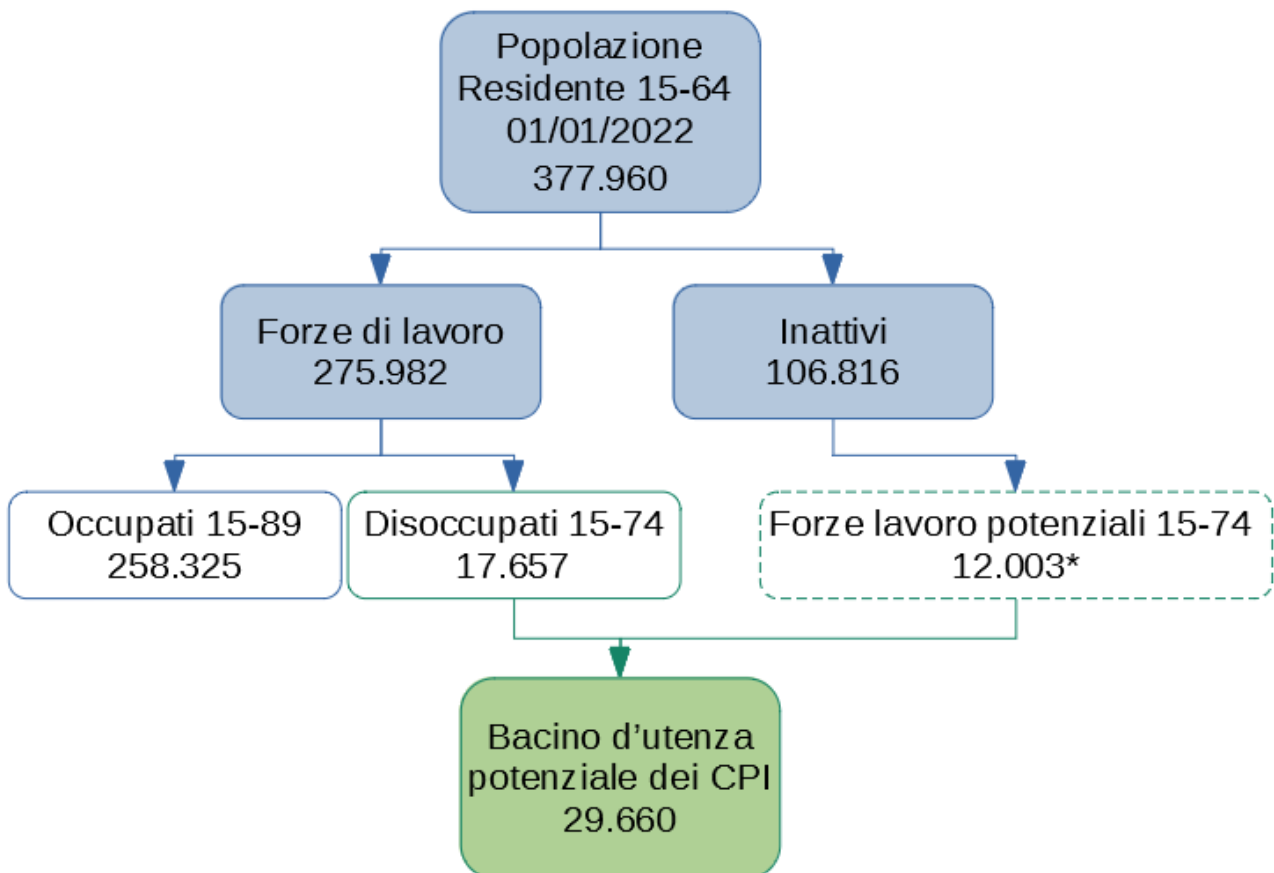 Popolazione
Residente 15-64
01/01/2022
377.960
Forze di lavoro
275.982
Inattivi
106.816
Occupati 15-89
258.325
Disoccupati 15-74
17.657
Forze lavoro potenziali 15-74
12.003*
Bacino d’utenza
potenziale dei CPI
29.660